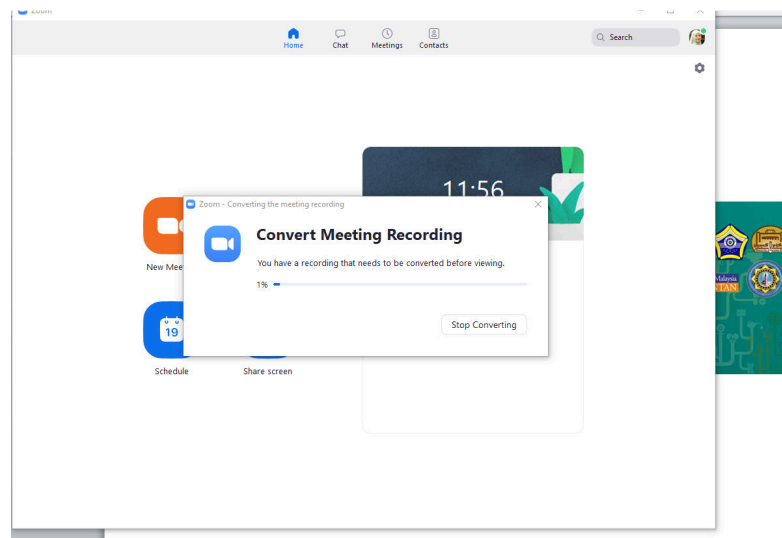 Zoom
Home
Chat
Meetings
Contacts
Search
11:56
Zoom - Converting the meeting recording
Convert Meeting Recording
You have a recording that needs to be converted before viewing.
1%
Stop Converting
New Mee
19
Schedule
Share screen
Malaysia